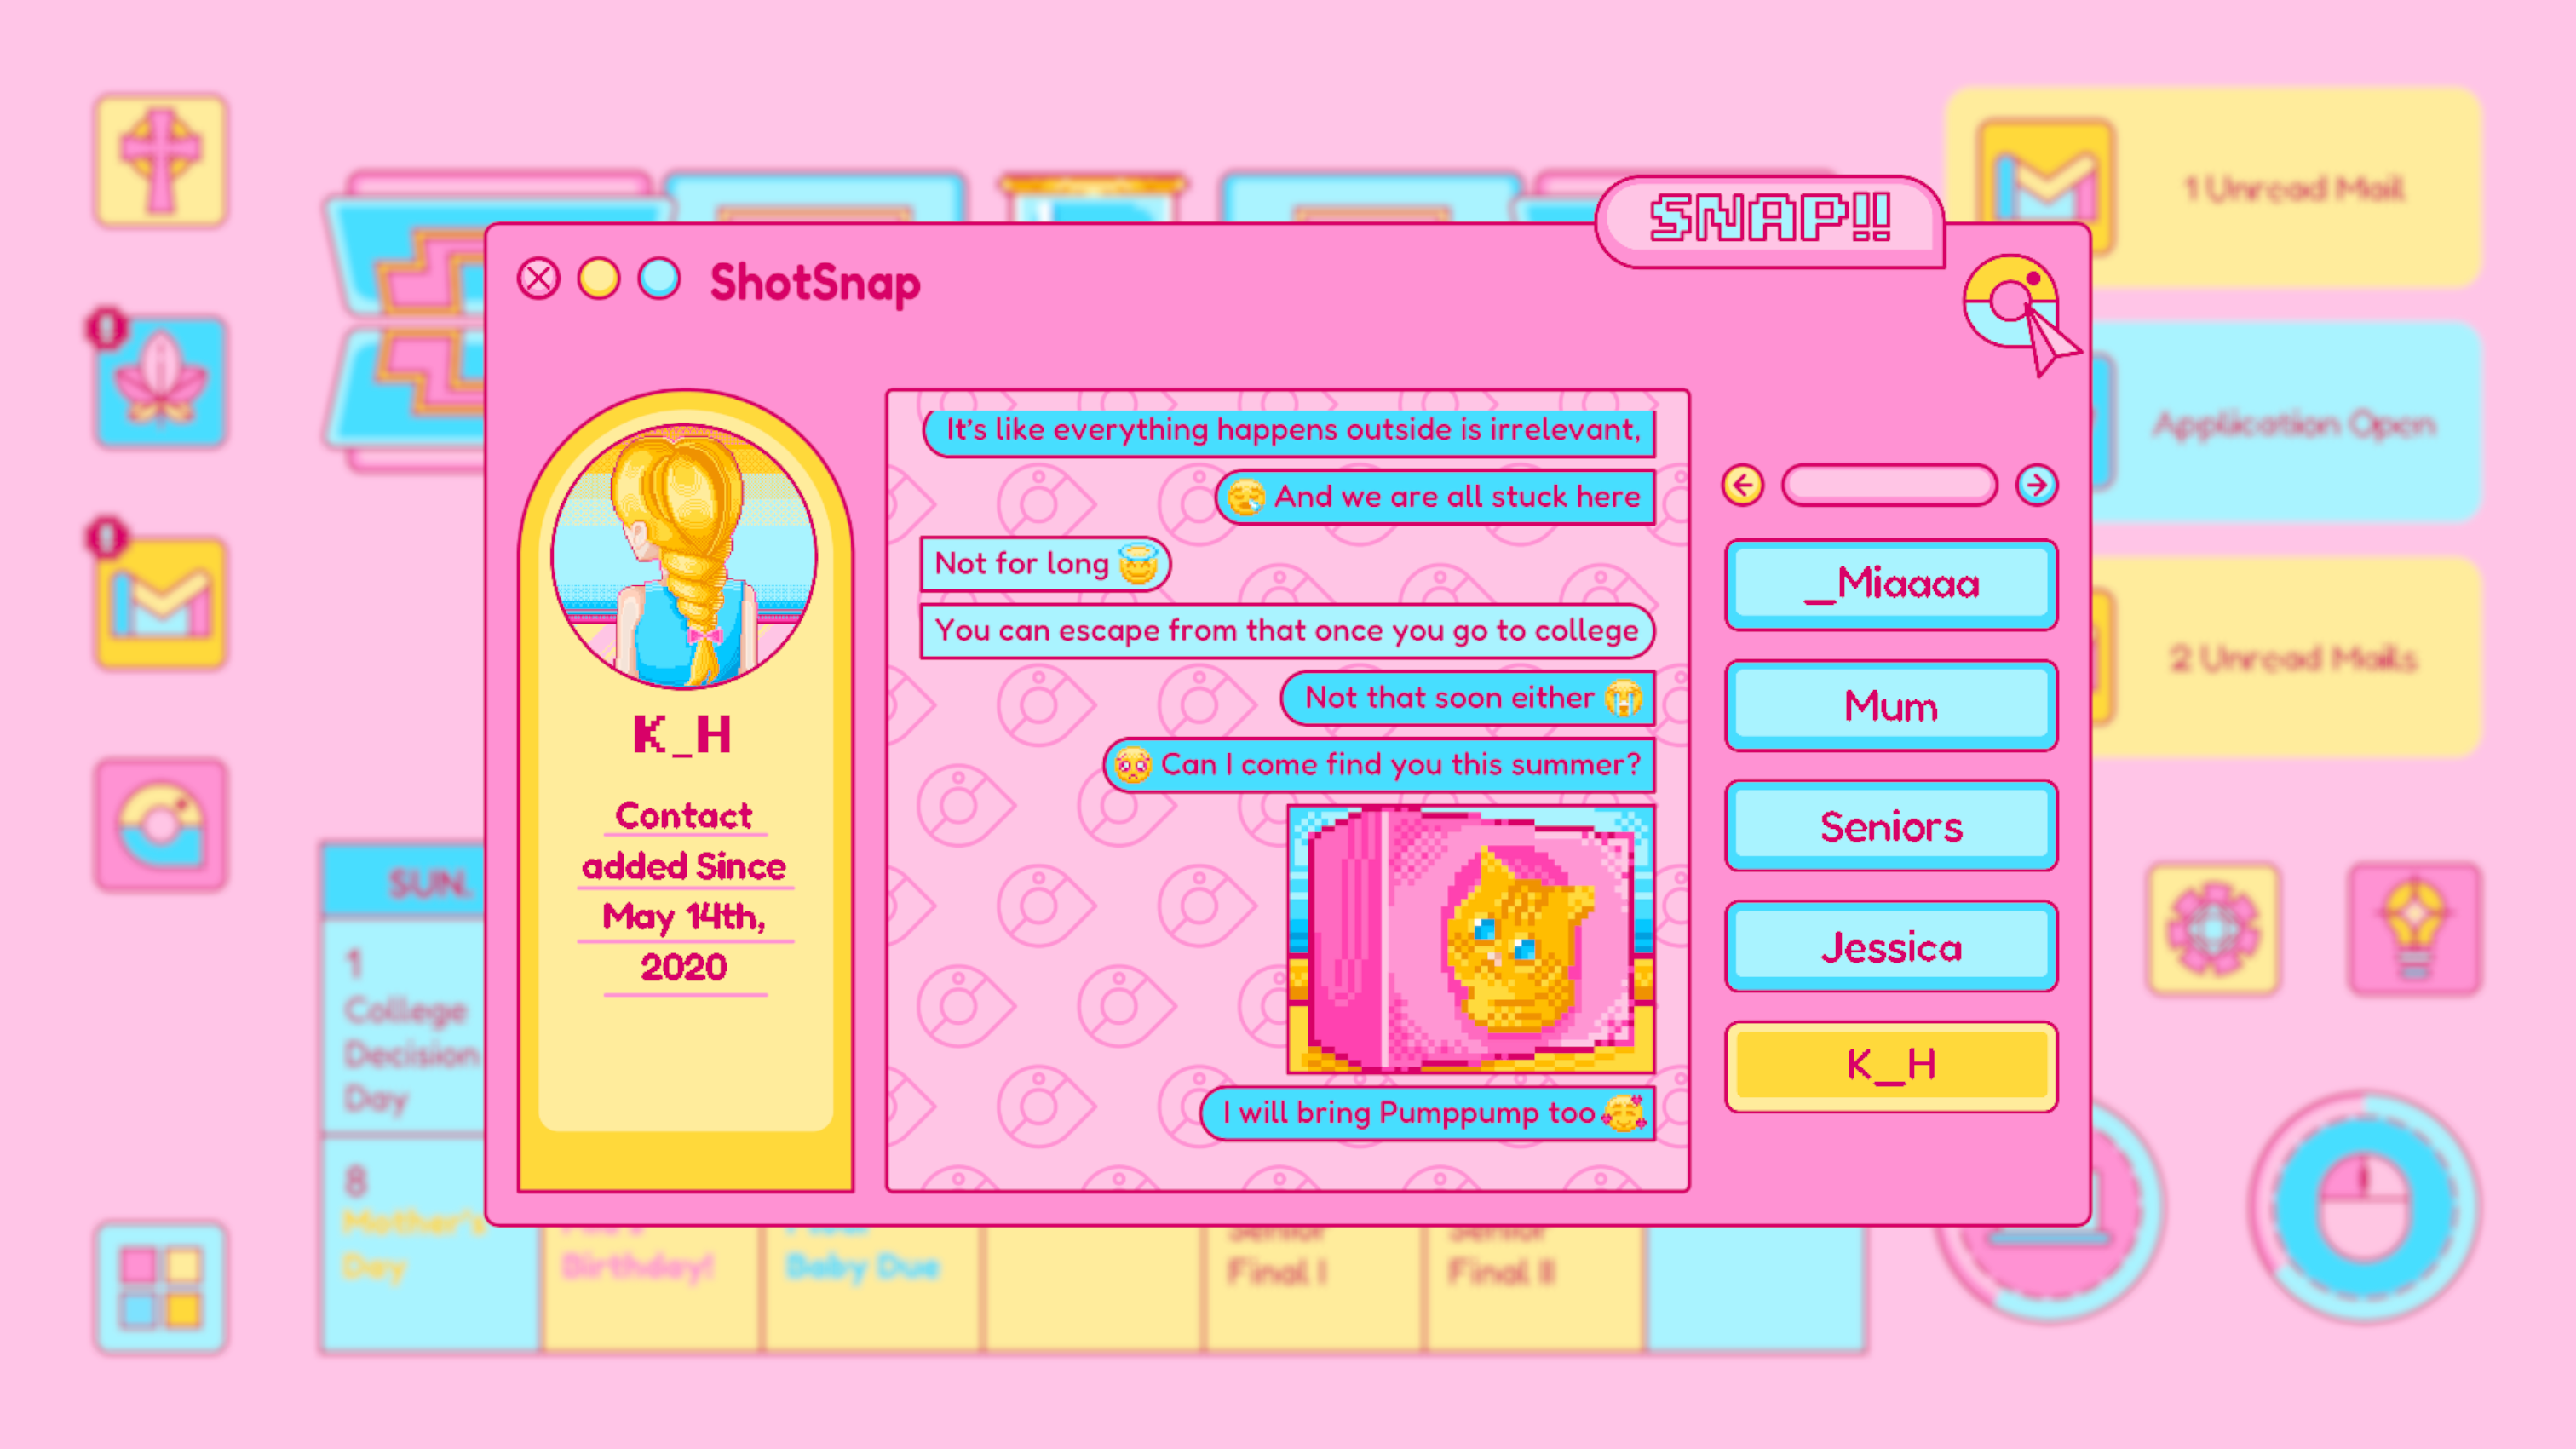 SNAP!!
ShotSnap
1 Unread Mail
Application Open
2 Unread Mails
K_H
Contact
added Since
May 14th,
2020
It's like everything happens outside is irrelevant,
😪 And we are all stuck here
Not for long 😇
You can escape from that once you go to college
Not that soon either 😭
🥺 Can I come find you this summer?
I will bring Pumppump too 🥰
_Miaaaa
Mum
Seniors
Jessica
K_H
SUN.
1
College
Decision
Day
8
Mother's
Day
Birthday!
Baby Due
Senior
Final I
Senior
Final II